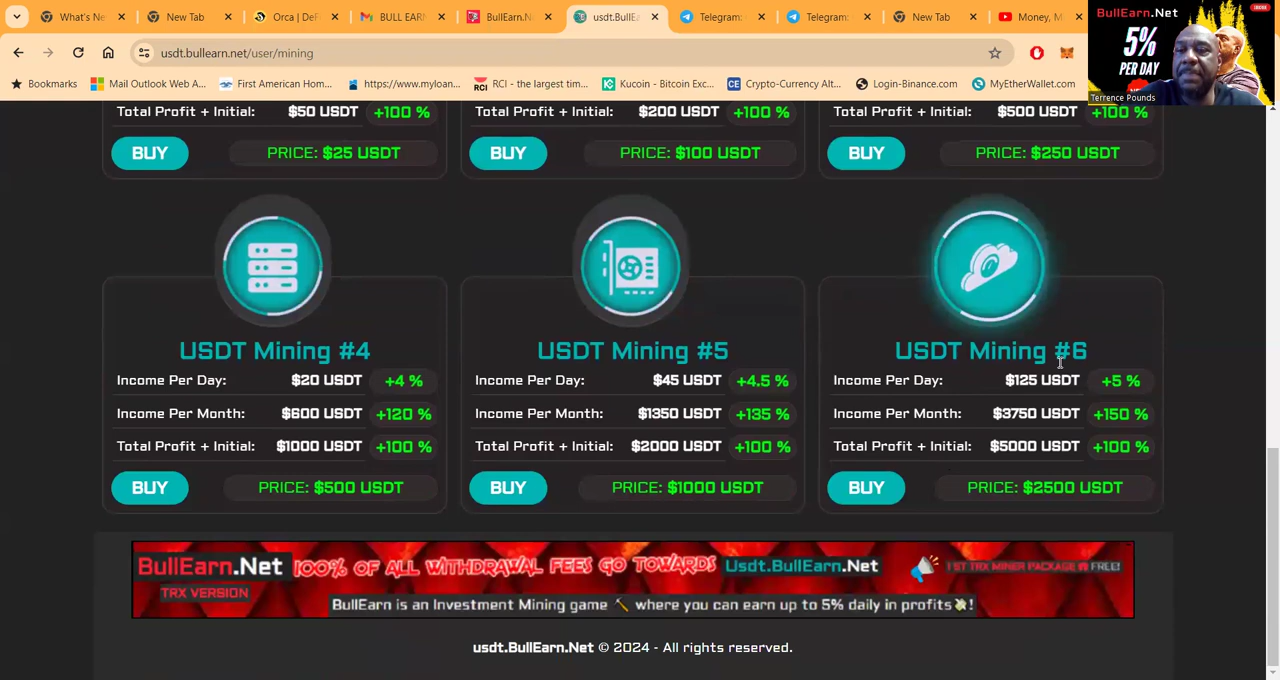 What's Ne
New Tab
Orca | DeF
BULL EARN
BullEarn.N
usdt.BullE
Telegram:
Telegram:
New Tab
Money, M
usdt.bullearn.net/user/mining
Bookmarks
Mail Outlook Web A...
First American Hom...
https://www.myloan...
RCI - the largest tim...
Kucoin - Bitcoin Exc...
Crypto-Currency Alt...
Login-Binance.com
MyEtherWallet.com
BullEarn.Net
5%
PER DAY
Terrence Pounds
Total Profit + Initial: $50 USDT +100 %
BUY PRICE: $25 USDT
Total Profit + Initial: $200 USDT +100 %
BUY PRICE: $100 USDT
Total Profit + Initial: $500 USDT +100 %
BUY PRICE: $250 USDT
USDT Mining #4
Income Per Day: $20 USDT +4 %
Income Per Month: $600 USDT +120 %
Total Profit + Initial: $1000 USDT +100 %
BUY PRICE: $500 USDT
USDT Mining #5
Income Per Day: $45 USDT +4.5 %
Income Per Month: $1350 USDT +135 %
Total Profit + Initial: $2000 USDT +100 %
BUY PRICE: $1000 USDT
USDT Mining #6
Income Per Day: $125 USDT +5 %
Income Per Month: $3750 USDT +150 %
Total Profit + Initial: $5000 USDT +100 %
BUY PRICE: $2500 USDT
BullEarn.Net 100% OF ALL WITHDRAWAL FEES GO TOWARDS Usdt.BullEarn.Net 1 ST TRX MINER PACKAGE FREE!
TRX VERSION
BullEarn is an Investment Mining game where you can earn up to 5% daily in profits !
usdt.BullEarn.Net © 2024 - All rights reserved.